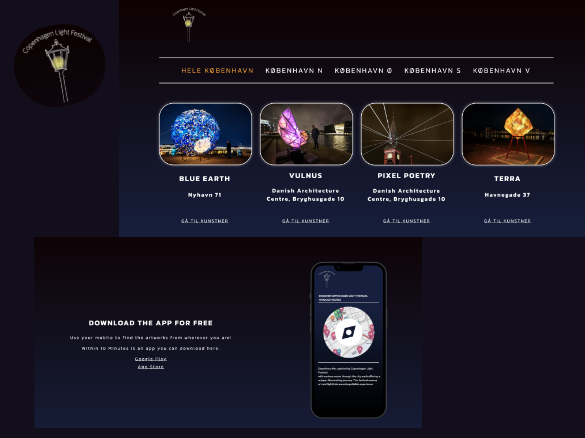 Copenhagen Light Festival
Copenhagen Light Festival
HELE KØBENHAVN KØBENHAVN N KØBENHAVN Ø KØBENHAVN S KØBENHAVN V
BLUE EARTH
Nyhavn 71
GÅ TIL KUNSTNER
VULNUS
Danish Architecture
Centre, Bryghusgade 10
GÅ TIL KUNSTNER
PIXEL POETRY
Danish Architecture
Centre, Bryghusgade 10
GÅ TIL KUNSTNER
TERRA
Havnegade 37
GÅ TIL KUNSTNER
DOWNLOAD THE APP FOR FREE
Use your mobile to find the artworks from wherever you are!
Within 10 Minutes is an app you can download here:
Google Play
App Store